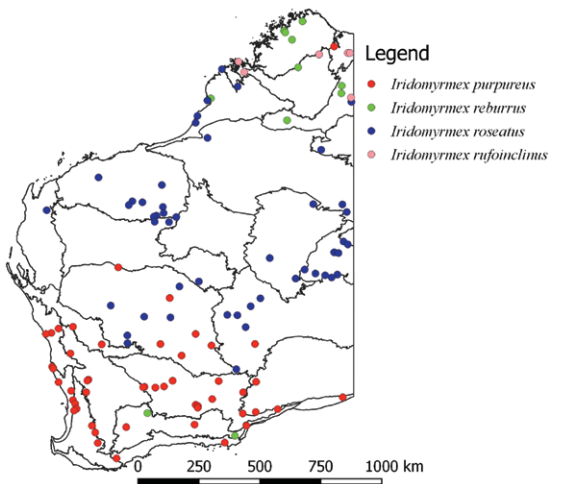 Legend
Iridomyrmex purpureus
Iridomyrmex reburrus
Iridomyrmex roseatus
Iridomyrmex rufoinclinus
0 250 500 750 1000 km